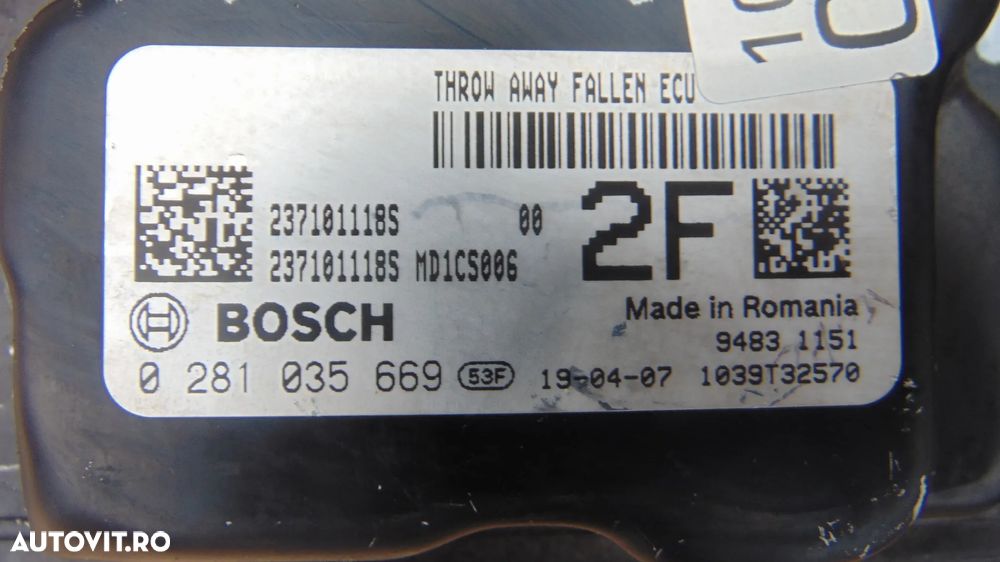 THROW AWAY FALLEN ECU
237101118S 00
237101118S MD1CS006
2F
BOSCH
Made in Romania
9483 1151
0 281 035 669 53F 19-04-07 1039T32570
AUTOVIT.RO